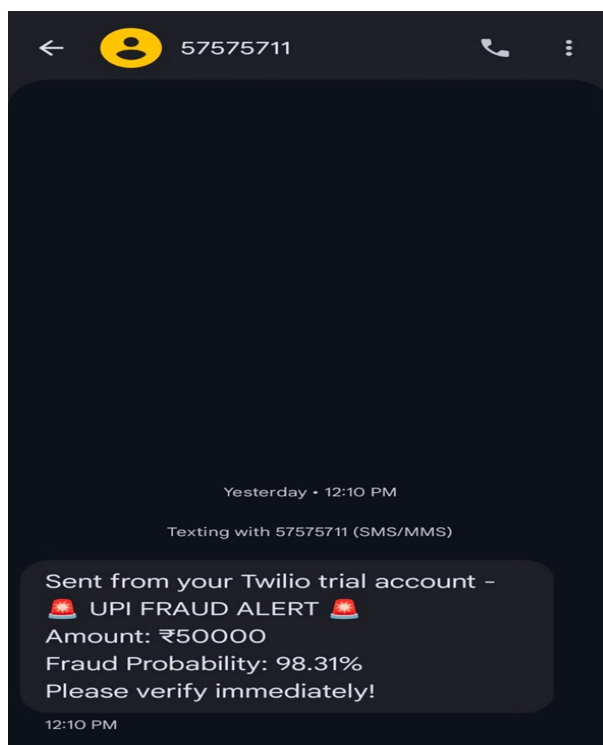 57575711
Yesterday • 12:10 PM
Texting with 57575711 (SMS/MMS)
Sent from your Twilio trial account -
🚨 UPI FRAUD ALERT 🚨
Amount: ₹50000
Fraud Probability: 98.31%
Please verify immediately!
12:10 PM